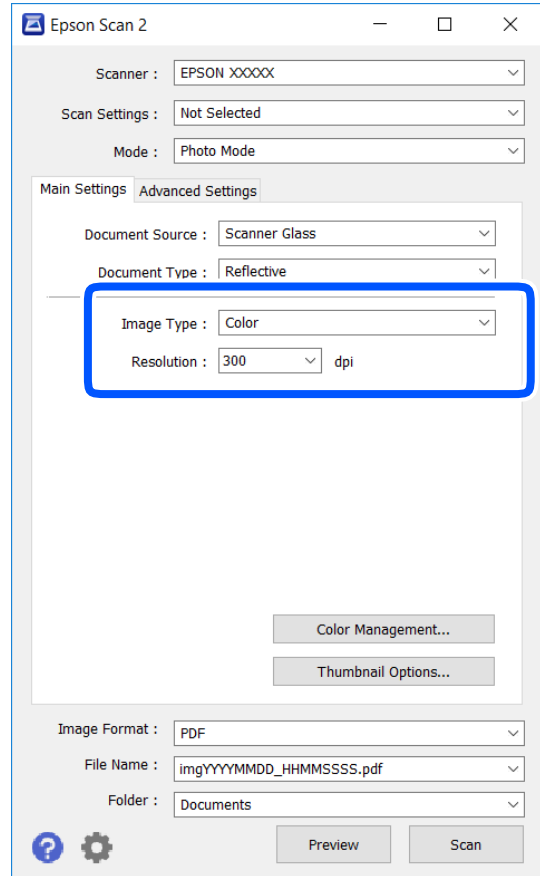 Epson Scan 2
Scanner : EPSON XXXXX
Scan Settings : Not Selected
Mode : Photo Mode
Main Settings Advanced Settings
Document Source : Scanner Glass
Document Type : Reflective
Image Type : Color
Resolution : 300 dpi
Color Management...
Thumbnail Options...
Image Format : PDF
File Name : imgYYYYMMDD_HHMMSSSS.pdf
Folder : Documents
? Preview Scan